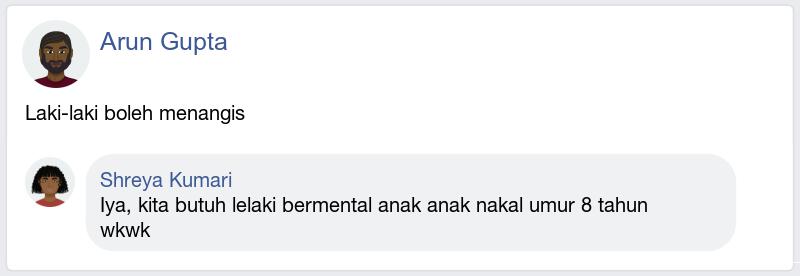 Arun Gupta
Laki-laki boleh menangis
Shreya Kumari
Iya, kita butuh lelaki bermental anak anak nakal umur 8 tahun
wkwk